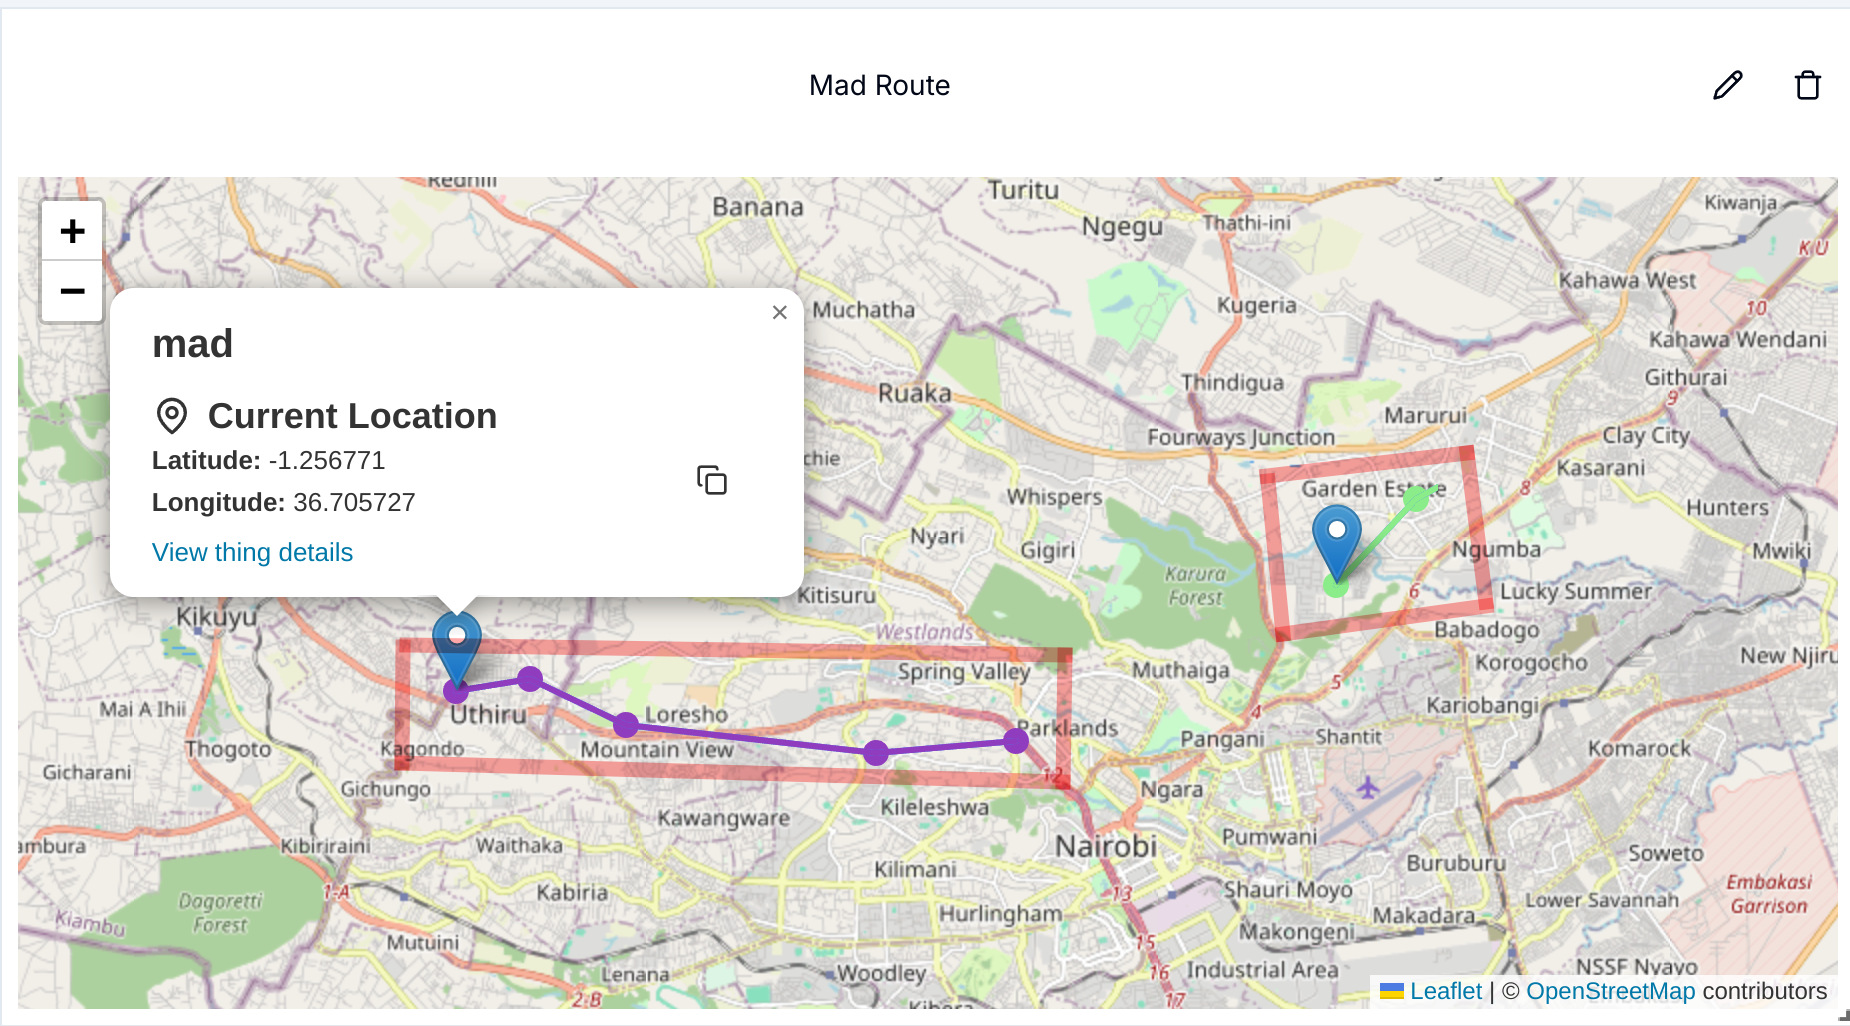 Mad Route
+
−
Redhill
Banana
Turitu
Ngegu
Thathi-ini
Kiwanja
KU
Kahawa West
10
Kugeria
Muchatha
Kahawa Wendani
×
mad
Current Location
Latitude: -1.256771
Longitude: 36.705727
View thing details
Ruaka
Thindigua
Githurai
9
Marurui
Fourways Junction
Clay City
chie
Kasarani
Garden Estate
8
Whispers
Hunters
Nyari
Gigiri
Ngumba
Mwiki
Karura
Forest
6
Kitisuru
Lucky Summer
Kikuyu
Westlands
Babadogo
Spring Valley
Muthaiga
Korogocho
New Njiru
5
Mai A Ihii
Uthiru
Loresho
4
Kariobangi
Parklands
Thogoto
Kagondo
Mountain View
Pangani
Shantit
Komarock
Gicharani
12
Gichungo
Ngara
Kileleshwa
Kawangware
ambura
Kibiriraini
Waithaka
Nairobi
Pumwani
Soweto
Kilimani
Buruburu
1-A
Kabiria
13
Shauri Moyo
Embakasi
Garrison
Dagoretti
Forest
Kiambu
Hurlingham
Makadara
Lower Savannah
Mutuini
15
Makongeni
Lenana
Woodley
16
Industrial Area
NSSF Nyayo
2-B
17
Kibera
Leaflet | © OpenStreetMap contributors